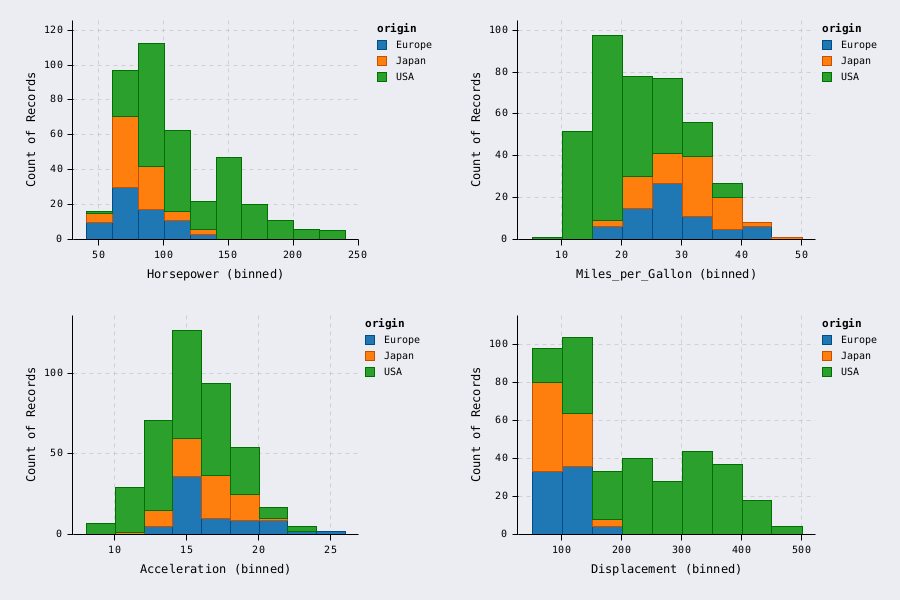 120
100
80
60
40
20
0
Count of Records
50
100
150
200
250
Horsepower (binned)
origin
Europe
Japan
USA
100
80
60
40
20
0
Count of Records
10
20
30
40
50
Miles_per_Gallon (binned)
origin
Europe
Japan
USA
100
50
0
Count of Records
10
15
20
25
Acceleration (binned)
origin
Europe
Japan
USA
100
80
60
40
20
0
Count of Records
100
200
300
400
500
Displacement (binned)
origin
Europe
Japan
USA